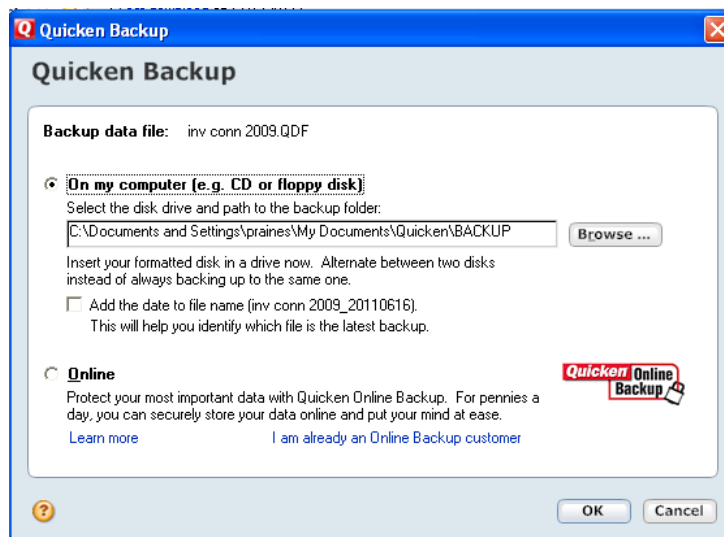 Quicken Backup
Quicken Backup
Backup data file: inv conn 2009.QDF
On my computer (e.g. CD or floppy disk)
Select the disk drive and path to the backup folder:
C:\Documents and Settings\praines\My Documents\Quicken\BACKUP
Browse ...
Insert your formatted disk in a drive now. Alternate between two disks
instead of always backing up to the same one.
Add the date to file name (inv conn 2009_20110616).
This will help you identify which file is the latest backup.
Online
Quicken Online
Backup
Protect your most important data with Quicken Online Backup. For pennies a
day, you can securely store your data online and put your mind at ease.
Learn more
I am already an Online Backup customer
?
OK
Cancel